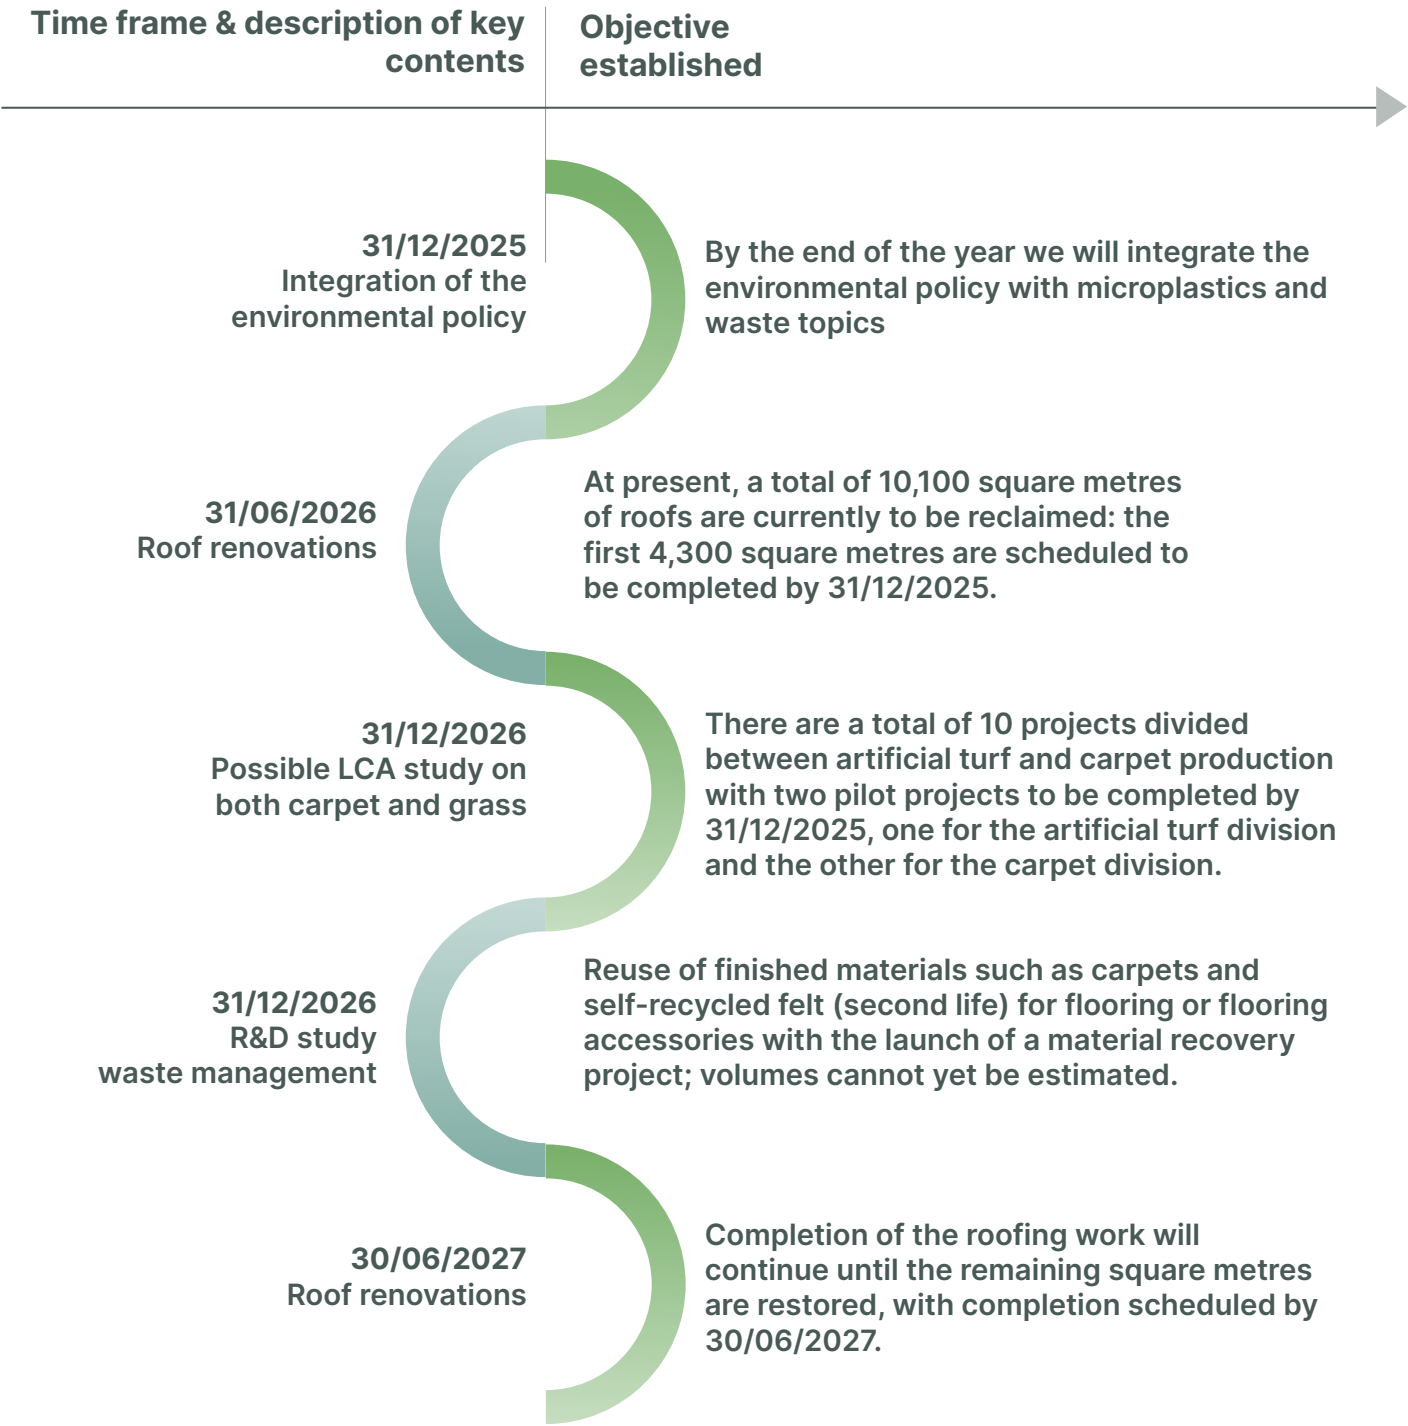 Time frame & description of key
contents
Objective
established
31/12/2025
Integration of the
environmental policy
By the end of the year we will integrate the
environmental policy with microplastics and
waste topics
31/06/2026
Roof renovations
At present, a total of 10,100 square metres
of roofs are currently to be reclaimed: the
first 4,300 square metres are scheduled to
be completed by 31/12/2025.
31/12/2026
Possible LCA study on
both carpet and grass
There are a total of 10 projects divided
between artificial turf and carpet production
with two pilot projects to be completed by
31/12/2025, one for the artificial turf division
and the other for the carpet division.
31/12/2026
R&D study
waste management
Reuse of finished materials such as carpets and
self-recycled felt (second life) for flooring or flooring
accessories with the launch of a material recovery
project; volumes cannot yet be estimated.
30/06/2027
Roof renovations
Completion of the roofing work will
continue until the remaining square metres
are restored, with completion scheduled by
30/06/2027.